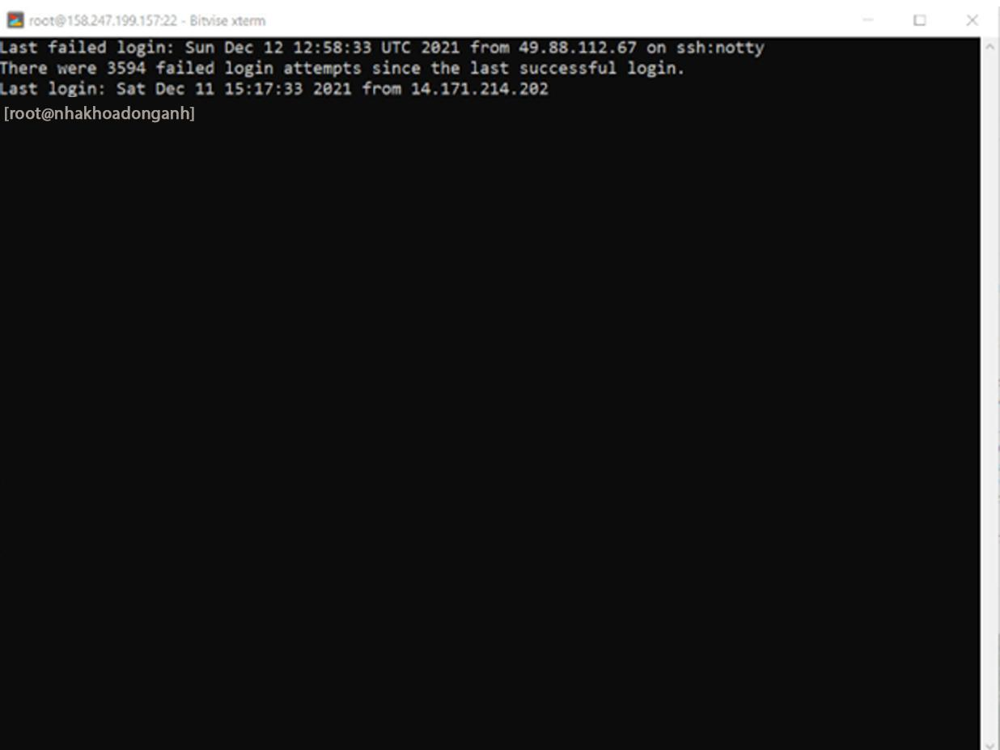 root@158.247.199.157:22 - Bitvise xterm
Last failed login: Sun Dec 12 12:58:33 UTC 2021 from 49.88.112.67 on ssh:notty
There were 3594 failed login attempts since the last successful login.
Last login: Sat Dec 11 15:17:33 2021 from 14.171.214.202
[root@nhakhoadonganh]